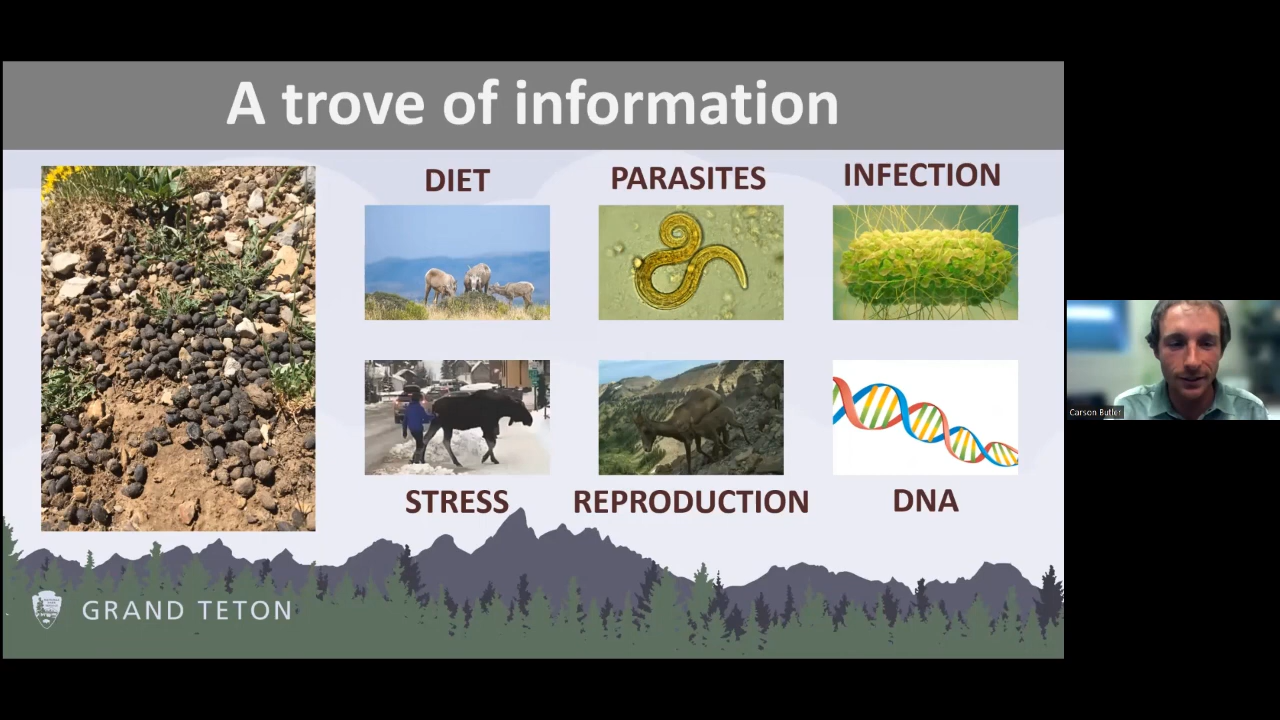 A trove of information
DIET
PARASITES
INFECTION
STRESS
REPRODUCTION
DNA
GRAND TETON
Carson Butler